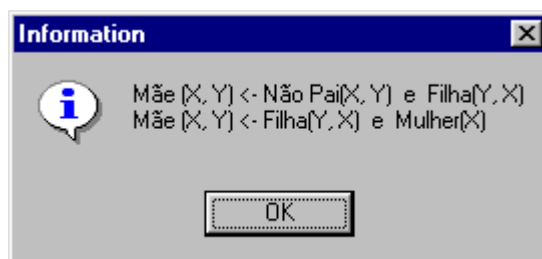 Information
Mãe (X, Y) <- Não Pai(X, Y) e Filha(Y, X)
Mãe (X, Y) <- Filha(Y, X) e Mulher(X)
OK